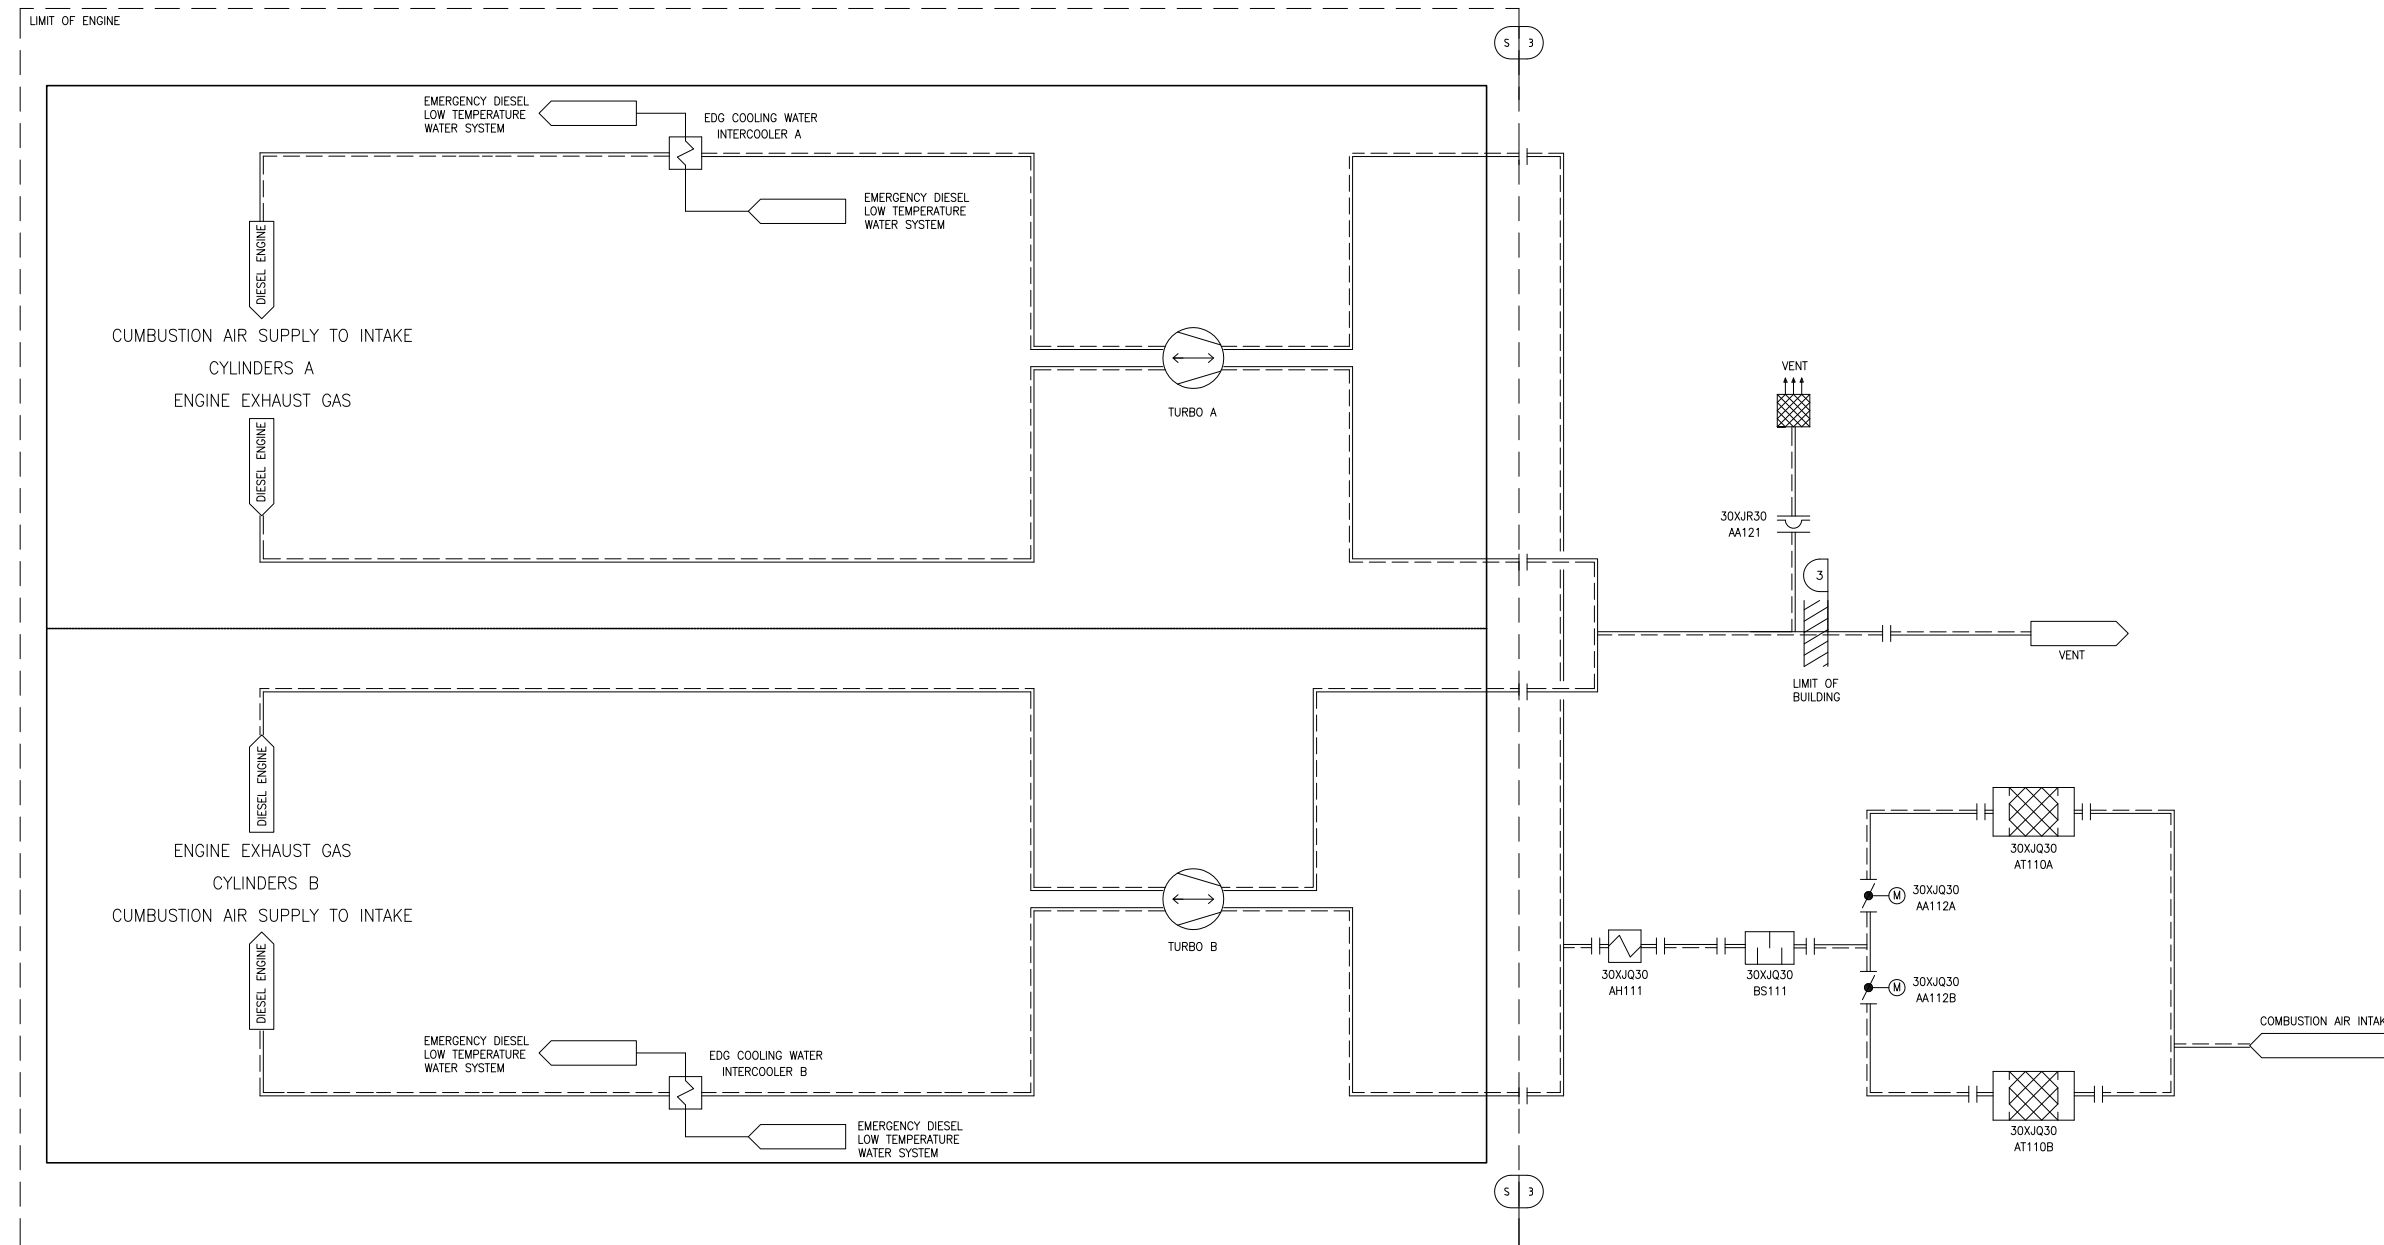 LIMIT OF ENGINE
S 3
EMERGENCY DIESEL
LOW TEMPERATURE
WATER SYSTEM
EDG COOLING WATER
INTERCOOLER A
EMERGENCY DIESEL
LOW TEMPERATURE
WATER SYSTEM
DIESEL ENGINE
CUMBUSTION AIR SUPPLY TO INTAKE
CYLINDERS A
ENGINE EXHAUST GAS
DIESEL ENGINE
TURBO A
VENT
30XJR30
AA121
3
VENT
LIMIT OF
BUILDING
DIESEL ENGINE
ENGINE EXHAUST GAS
CYLINDERS B
CUMBUSTION AIR SUPPLY TO INTAKE
DIESEL ENGINE
TURBO B
30XJQ30
AT110A
M
30XJQ30
AA112A
30XJQ30
AH111
30XJQ30
BS111
M
30XJQ30
AA112B
COMBUSTION AIR INTAK
EMERGENCY DIESEL
LOW TEMPERATURE
WATER SYSTEM
EDG COOLING WATER
INTERCOOLER B
EMERGENCY DIESEL
LOW TEMPERATURE
WATER SYSTEM
30XJQ30
AT110B
S 3